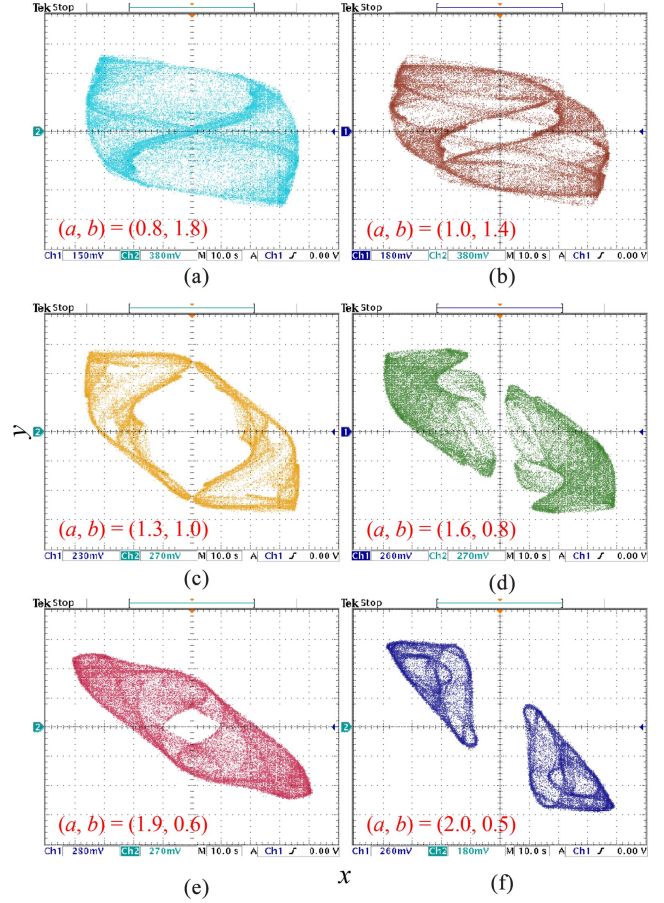 Tek Stop
2
(a, b) = (0.8, 1.8)
Ch1 150mV Ch2 380mV M 10.0 s A Ch1 0.00 V
(a)
Tek Stop
1
(a, b) = (1.0, 1.4)
Ch1 180mV Ch2 380mV M 10.0 s A Ch1 0.00 V
(b)
Tek Stop
2
(a, b) = (1.3, 1.0)
Ch1 230mV Ch2 270mV M 10.0 s A Ch1 0.00 V
(c)
y
Tek Stop
1
(a, b) = (1.6, 0.8)
Ch1 260mV Ch2 270mV M 10.0 s A Ch1 0.00 V
(d)
Tek Stop
2
(a, b) = (1.9, 0.6)
Ch1 280mV Ch2 270mV M 10.0 s A Ch1 0.00 V
(e)
Tek Stop
2
(a, b) = (2.0, 0.5)
Ch1 260mV Ch2 180mV M 10.0 s A Ch1 0.00 V
(f)
x